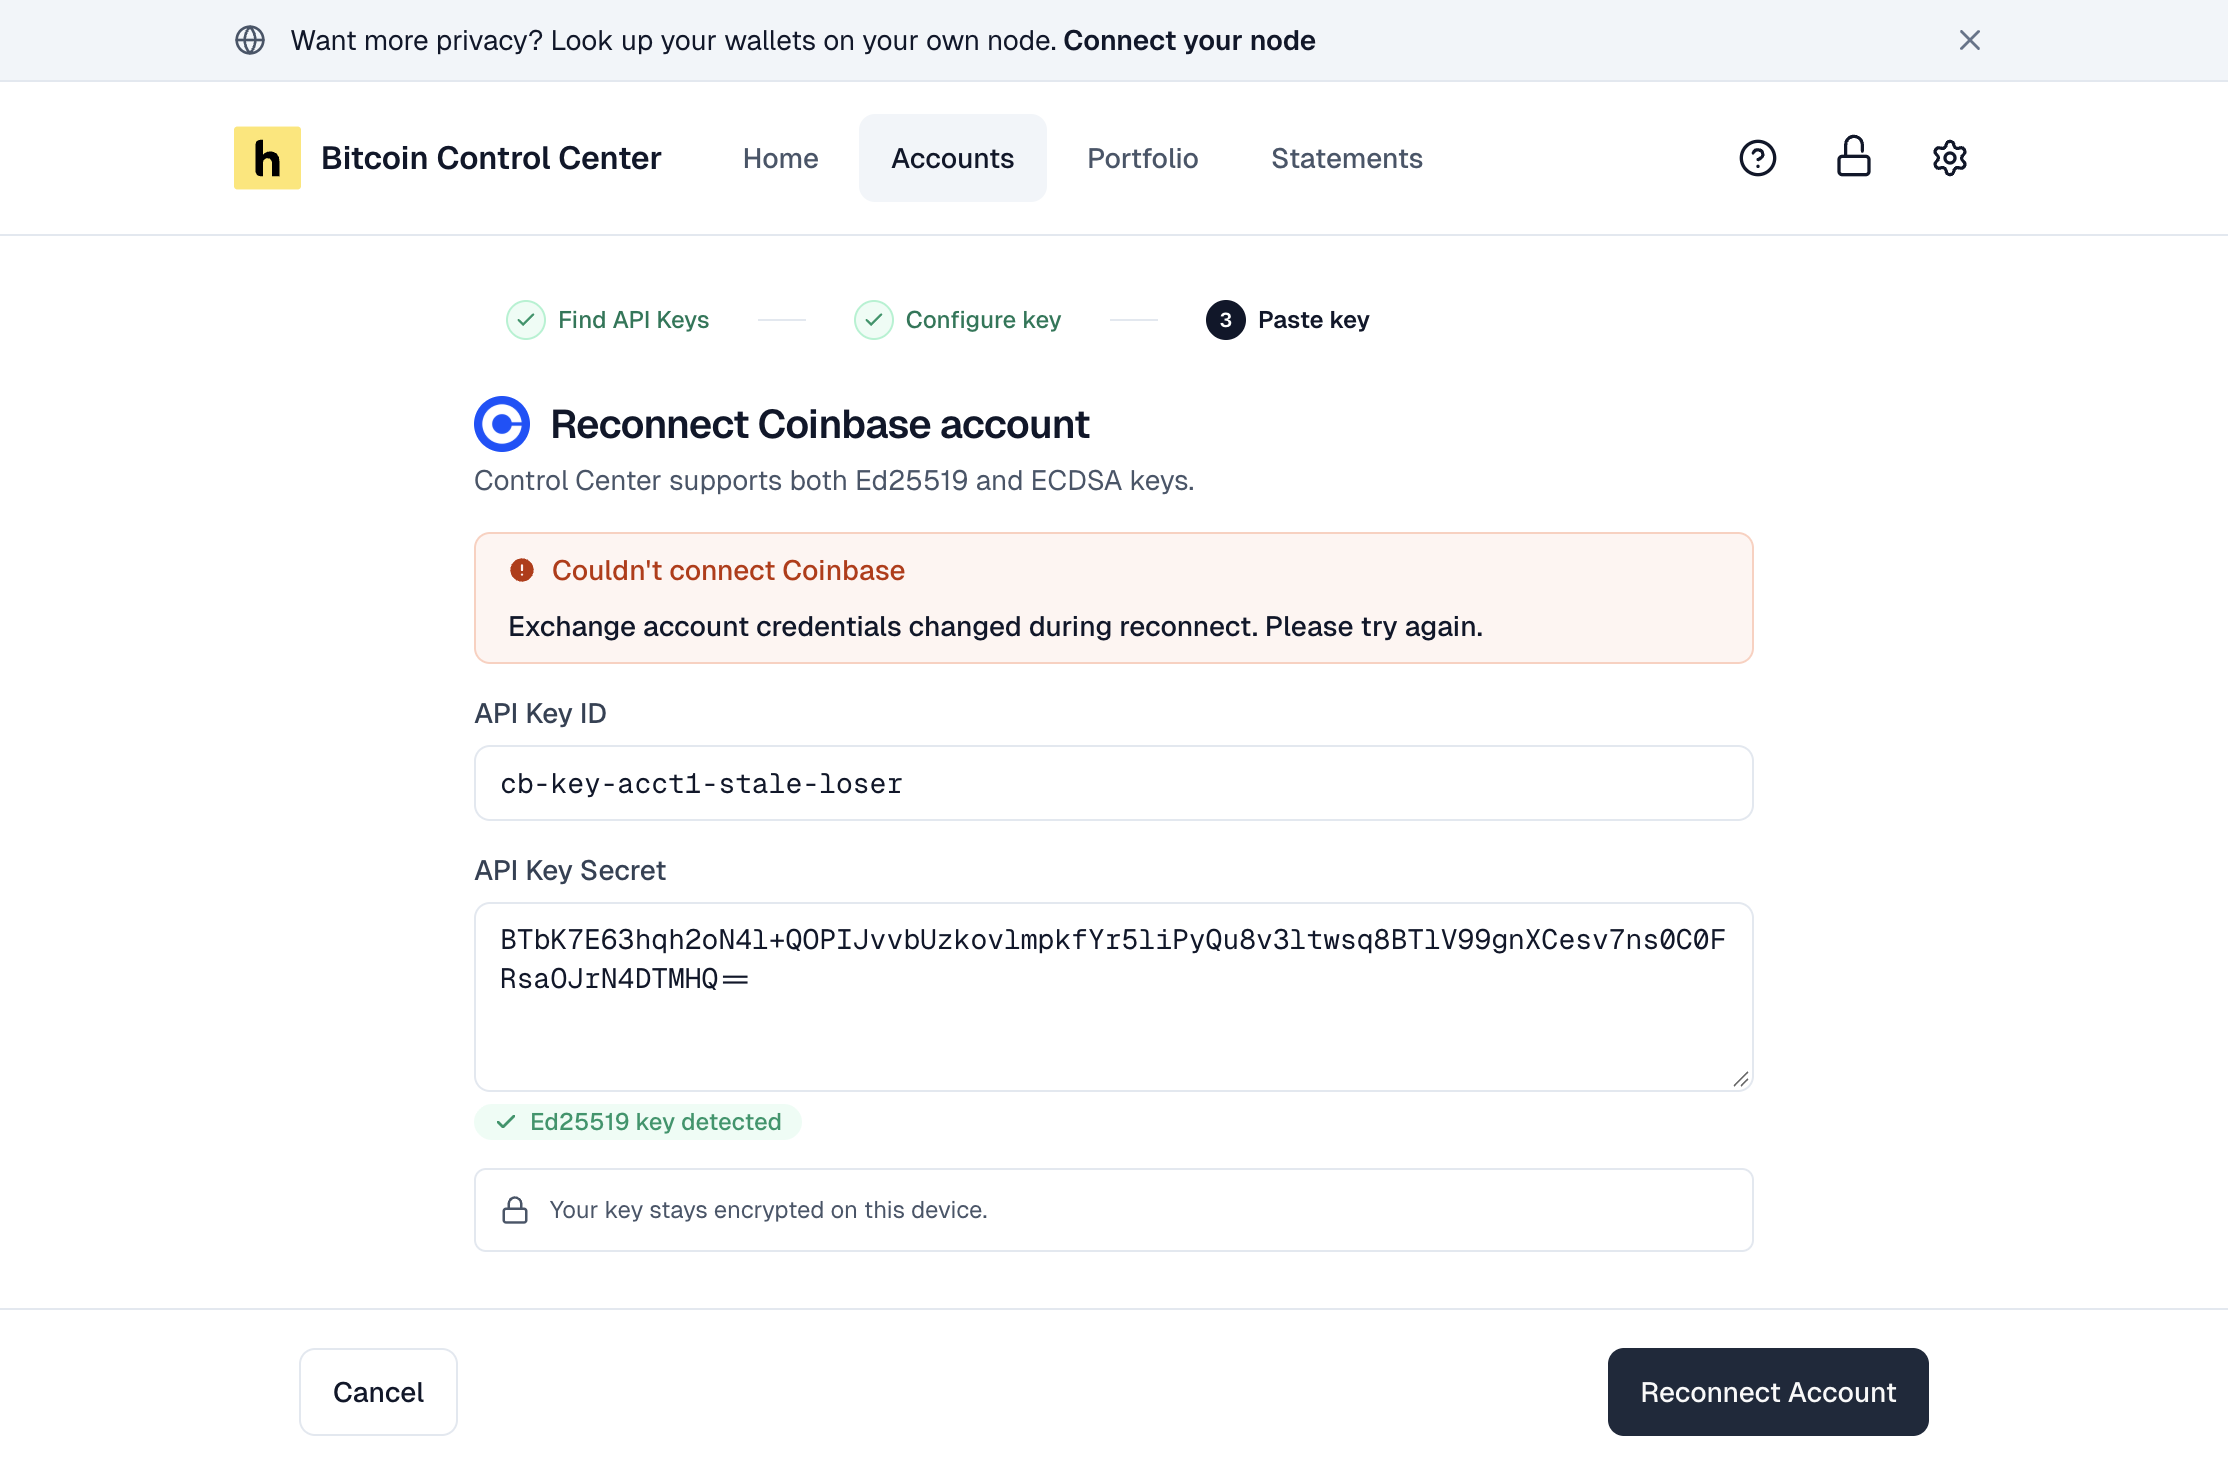 Want more privacy? Look up your wallets on your own node. Connect your node
h Bitcoin Control Center Home Accounts Portfolio Statements
Find API Keys Configure key 3 Paste key
Reconnect Coinbase account
Control Center supports both Ed25519 and ECDSA keys.
Couldn't connect Coinbase
Exchange account credentials changed during reconnect. Please try again.
API Key ID
cb-key-acct1-stale-loser
API Key Secret
BTbK7E63hqh2oN4l+QOPIJvvbUzkovlmpkfYr5liPyQu8v3ltwsq8BTlV99gnXCesv7ns0C0F
RsaOJrN4DTMHQ==
Ed25519 key detected
Your key stays encrypted on this device.
Cancel Reconnect Account